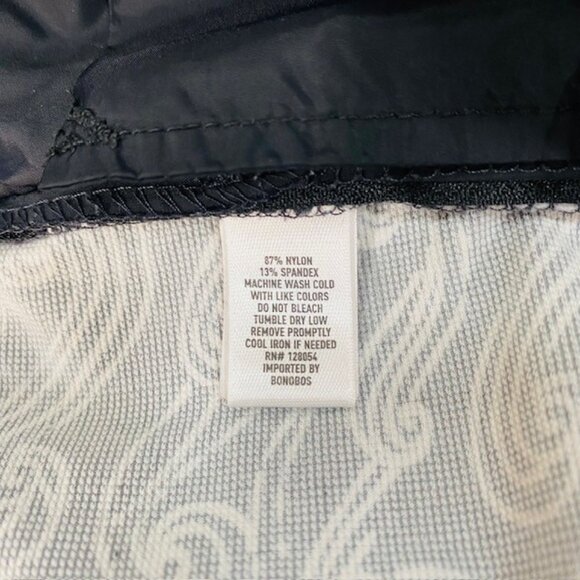 87% NYLON
13% SPANDEX
MACHINE WASH COLD
WITH LIKE COLORS
DO NOT BLEACH
TUMBLE DRY LOW
REMOVE PROMPTLY
COOL IRON IF NEEDED
RN# 128054
IMPORTED BY
BONOBOS